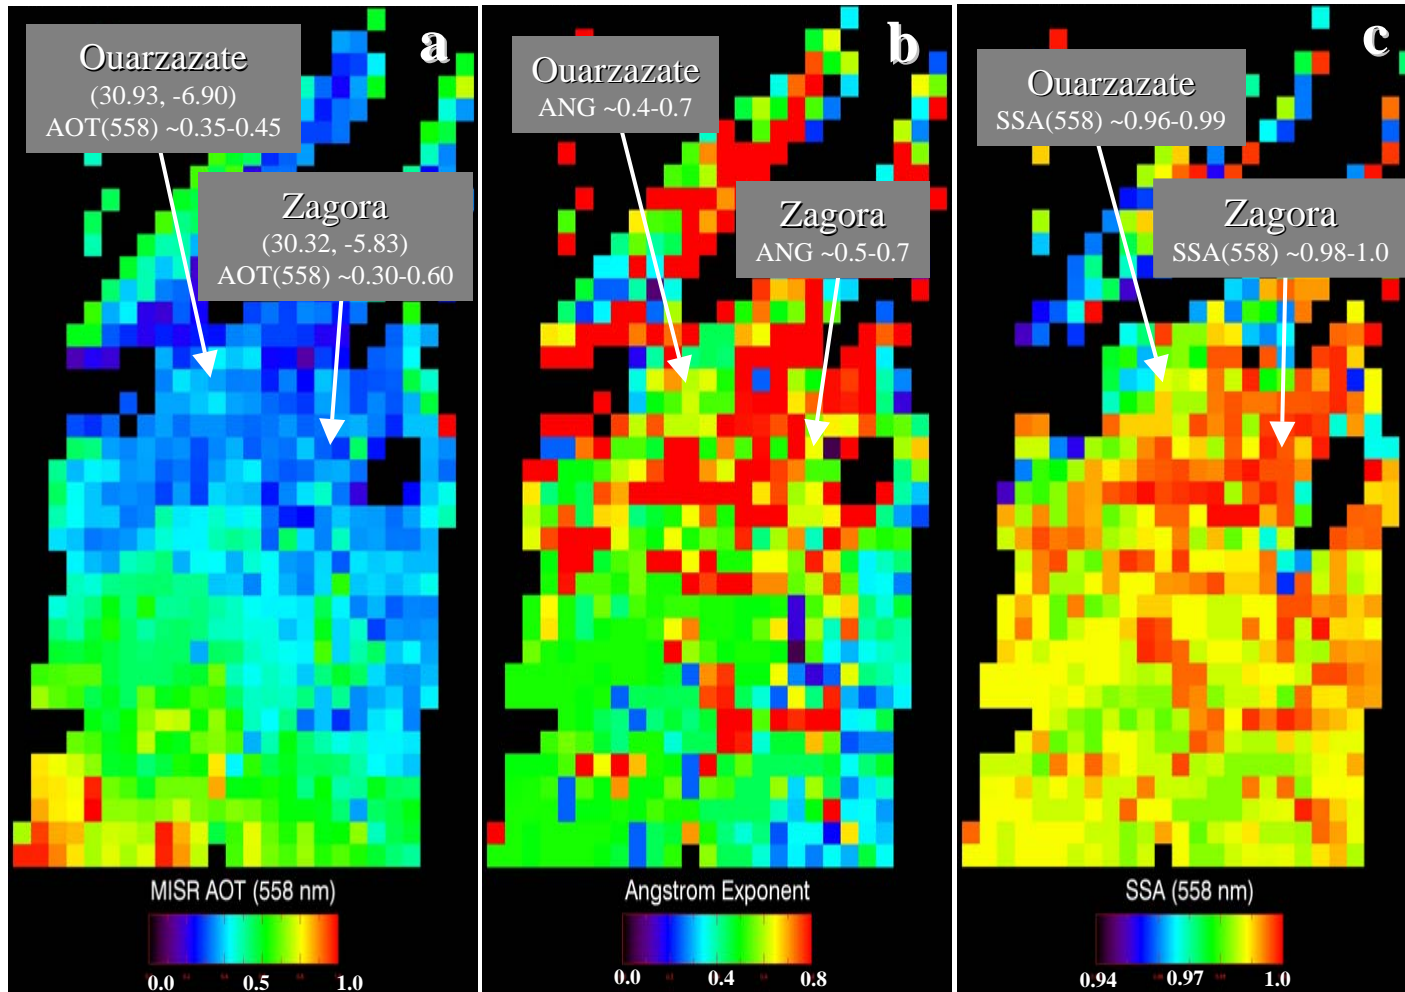 a
Ouarzazate
(30.93, -6.90)
AOT(558) ~0.35-0.45
Zagora
(30.32, -5.83)
AOT(558) ~0.30-0.60
MISR AOT (558 nm)
0.0 0.5 1.0
b
Ouarzazate
ANG ~0.4-0.7
Zagora
ANG ~0.5-0.7
Angstrom Exponent
0.0 0.4 0.8
c
Ouarzazate
SSA(558) ~0.96-0.99
Zagora
SSA(558) ~0.98-1.0
SSA (558 nm)
0.94 0.97 1.0